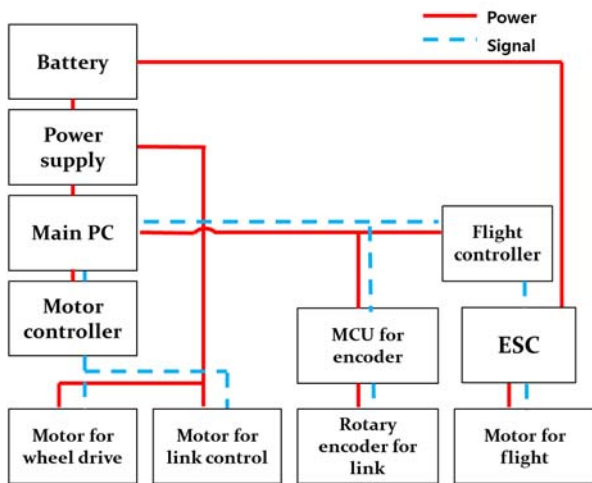 Power
Signal
Battery
Power
supply
Main PC
Flight
controller
Motor
controller
MCU for
encoder
ESC
Motor for
wheel drive
Motor for
link control
Rotary
encoder for
link
Motor for
flight